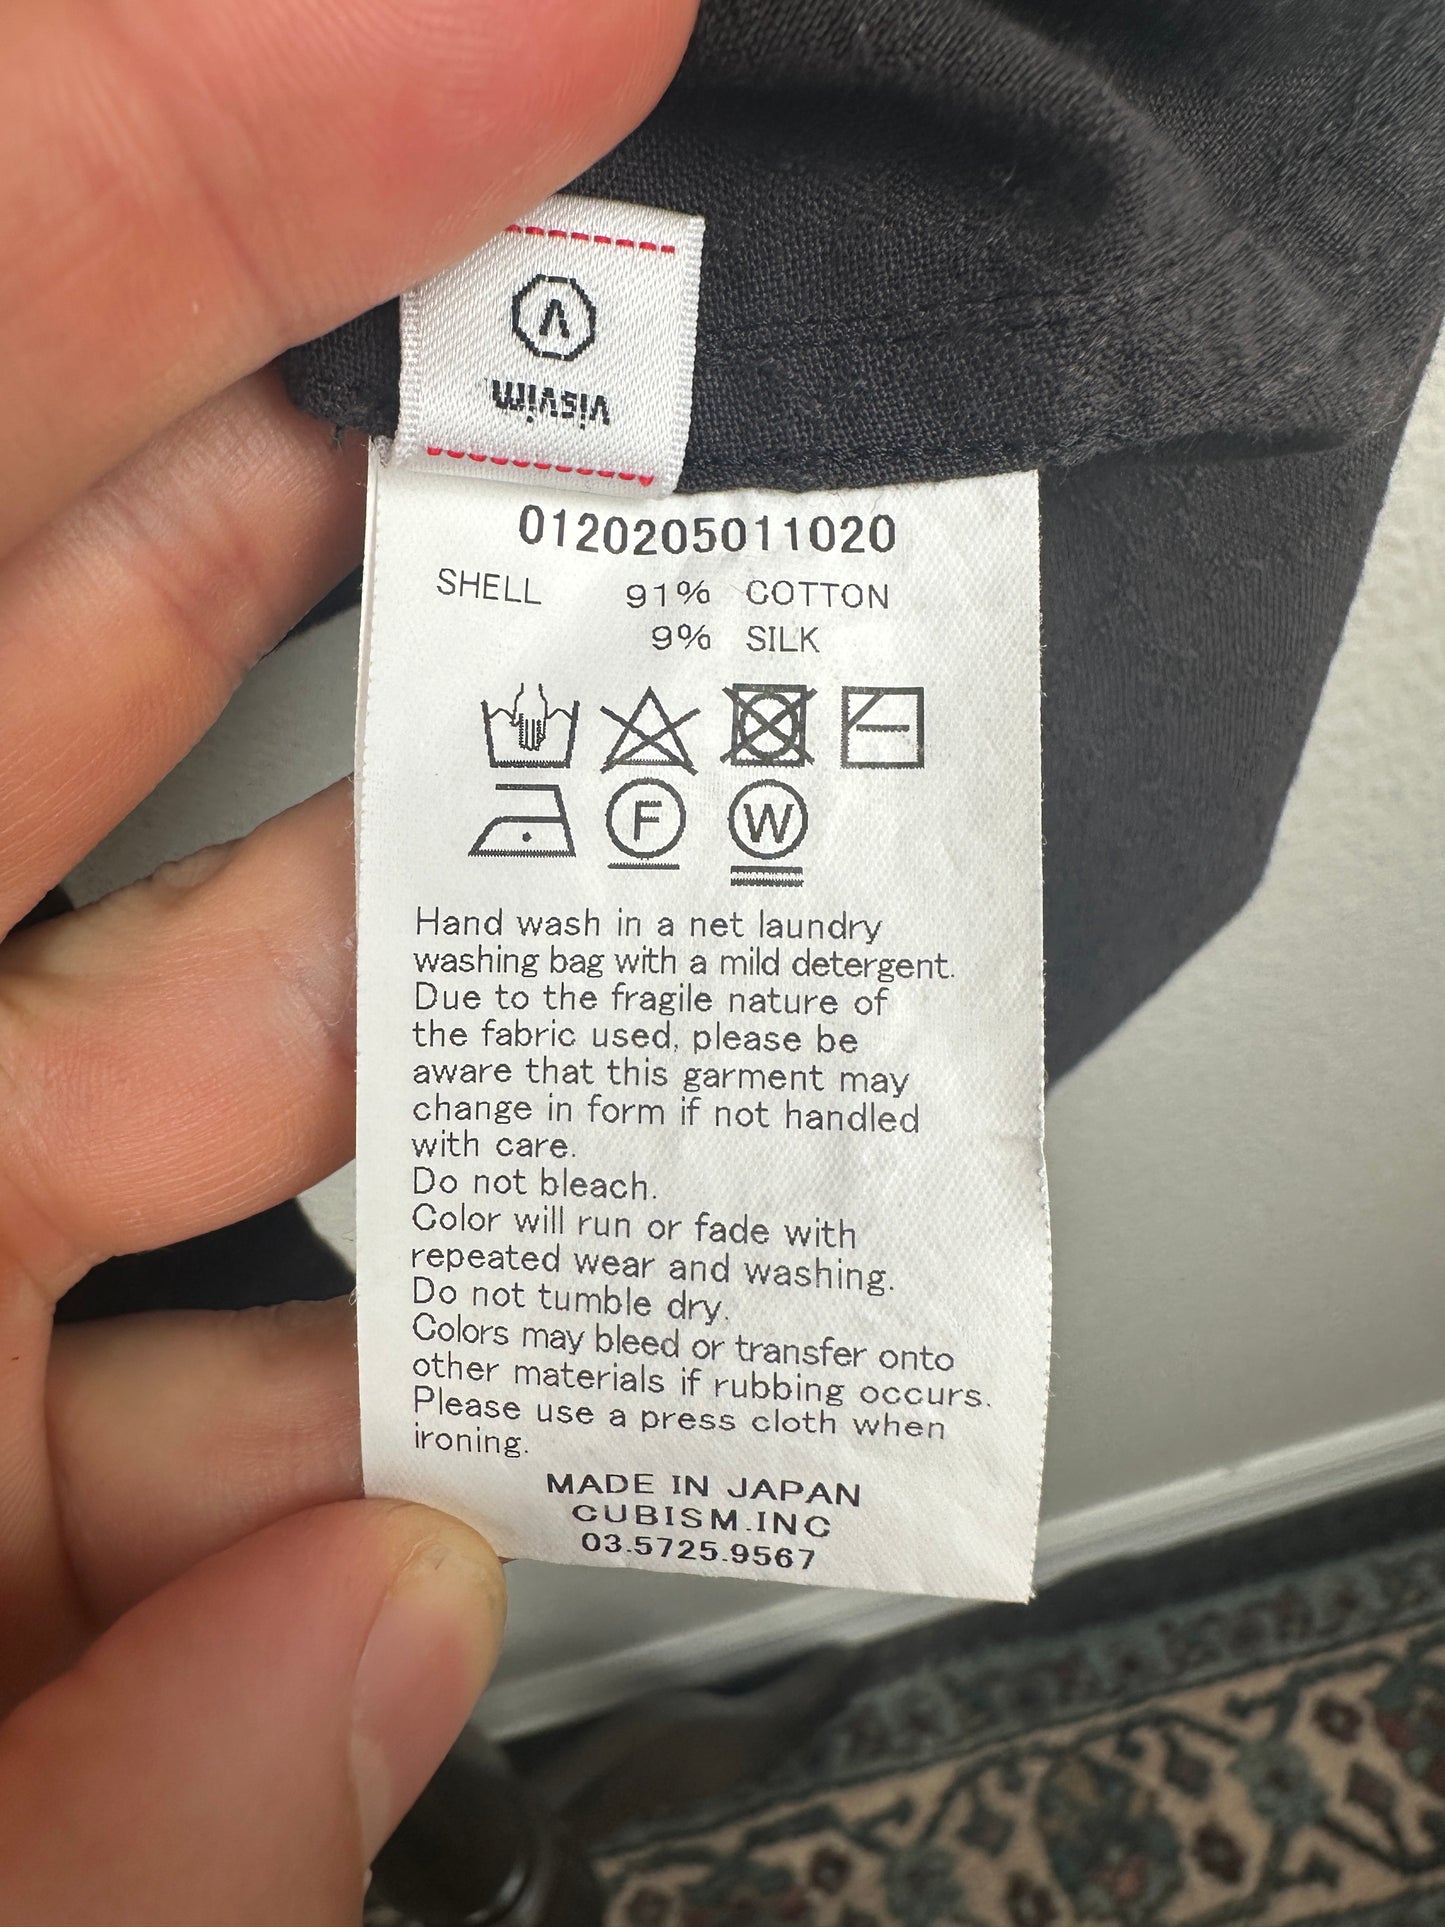 visvim
0120205011020
SHELL 91% COTTON
9% SILK
F W
Hand wash in a net laundry
washing bag with a mild detergent.
Due to the fragile nature of
the fabric used, please be
aware that this garment may
change in form if not handled
with care.
Do not bleach.
Color will run or fade with
repeated wear and washing.
Do not tumble dry.
Colors may bleed or transfer onto
other materials if rubbing occurs.
Please use a press cloth when
ironing.
MADE IN JAPAN
CUBISM.INC
03.5725.9567